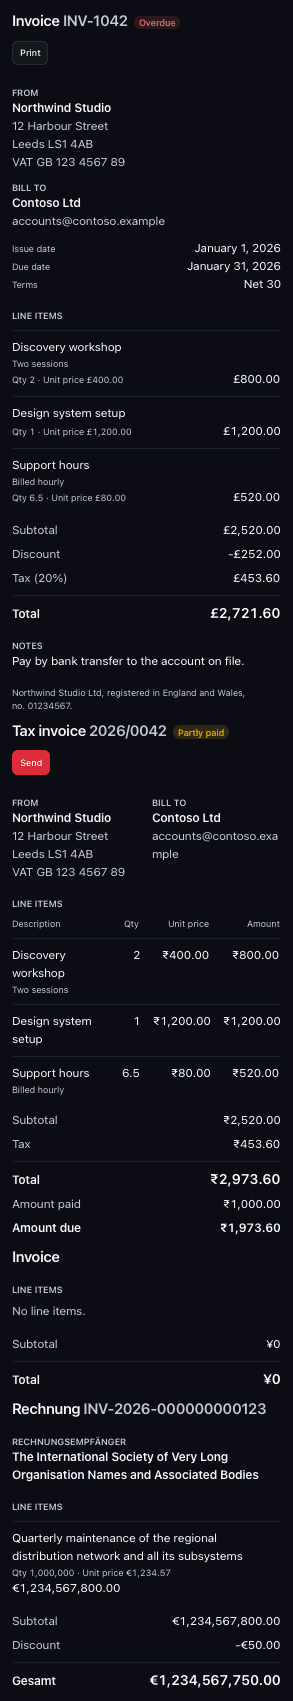 Invoice INV-1042 Overdue
Print
FROM
Northwind Studio
12 Harbour Street
Leeds LS1 4AB
VAT GB 123 4567 89
BILL TO
Contoso Ltd
accounts@contoso.example
Issue date January 1, 2026
Due date January 31, 2026
Terms Net 30
LINE ITEMS
Discovery workshop
Two sessions
Qty 2 · Unit price £400.00 £800.00
Design system setup
Qty 1 · Unit price £1,200.00 £1,200.00
Support hours
Billed hourly
Qty 6.5 · Unit price £80.00 £520.00
Subtotal £2,520.00
Discount -£252.00
Tax (20%) £453.60
Total £2,721.60
NOTES
Pay by bank transfer to the account on file.
Northwind Studio Ltd, registered in England and Wales,
no. 01234567.
Tax invoice 2026/0042 Partly paid
Send
FROM
Northwind Studio
12 Harbour Street
Leeds LS1 4AB
VAT GB 123 4567 89
BILL TO
Contoso Ltd
accounts@contoso.exa
mple
LINE ITEMS
Description Qty Unit price Amount
Discovery 2 ₹400.00 ₹800.00
workshop
Two sessions
Design system 1 ₹1,200.00 ₹1,200.00
setup
Support hours 6.5 ₹80.00 ₹520.00
Billed hourly
Subtotal ₹2,520.00
Tax ₹453.60
Total ₹2,973.60
Amount paid ₹1,000.00
Amount due ₹1,973.60
Invoice
LINE ITEMS
No line items.
Subtotal ¥0
Total ¥0
Rechnung INV-2026-000000000123
RECHNUNGSEMPFÄNGER
The International Society of Very Long
Organisation Names and Associated Bodies
LINE ITEMS
Quarterly maintenance of the regional
distribution network and all its subsystems
Qty 1,000,000 · Unit price €1,234.57
€1,234,567,800.00
Subtotal €1,234,567,800.00
Discount -€50.00
Gesamt €1,234,567,750.00